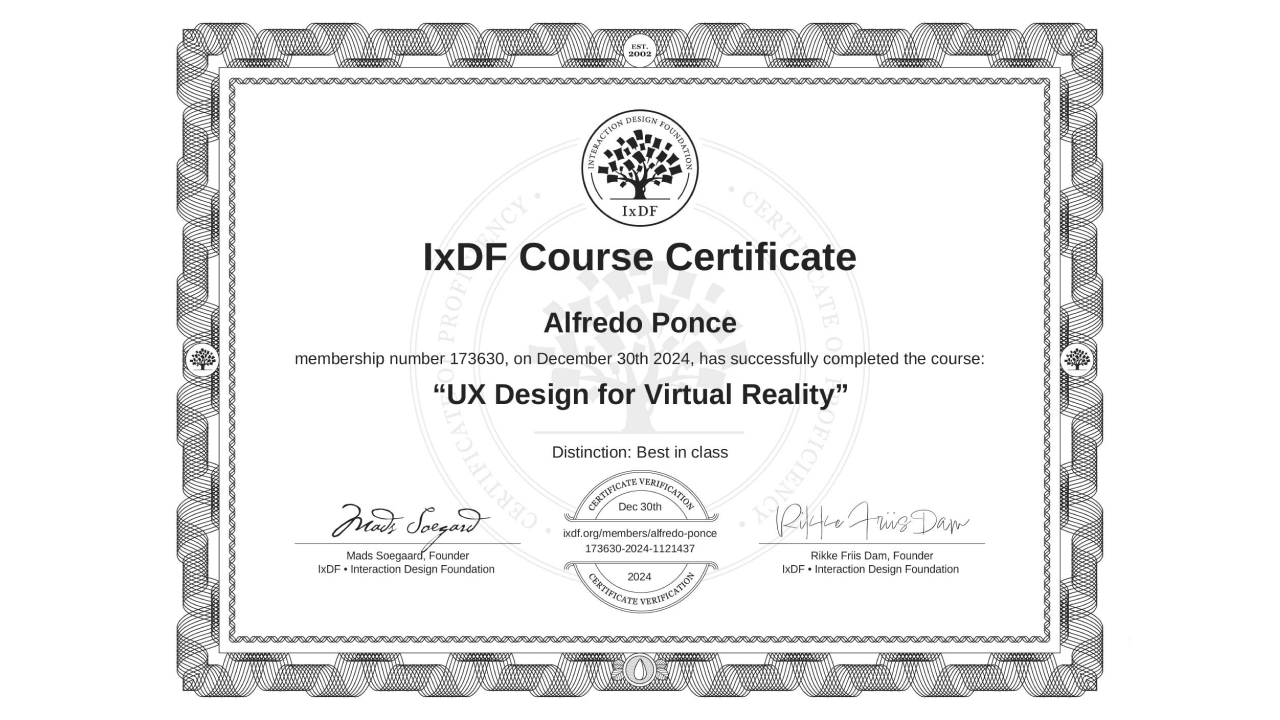 EST.
2002
INTERACTION DESIGN FOUNDATION
IxDF
• CERTIFICATE OF PROFICIENCY •
• CERTIFICATE OF PROFICIENCY •
IxDF Course Certificate
Alfredo Ponce
membership number 173630, on December 30th 2024, has successfully completed the course:
“UX Design for Virtual Reality”
Distinction: Best in class
CERTIFICATE VERIFICATION
Dec 30th
ixdf.org/members/alfredo-ponce
173630-2024-1121437
2024
CERTIFICATE VERIFICATION
Mads Soegaard
Mads Soegaard, Founder
IxDF • Interaction Design Foundation
Rikke Friis Dam
Rikke Friis Dam, Founder
IxDF • Interaction Design Foundation